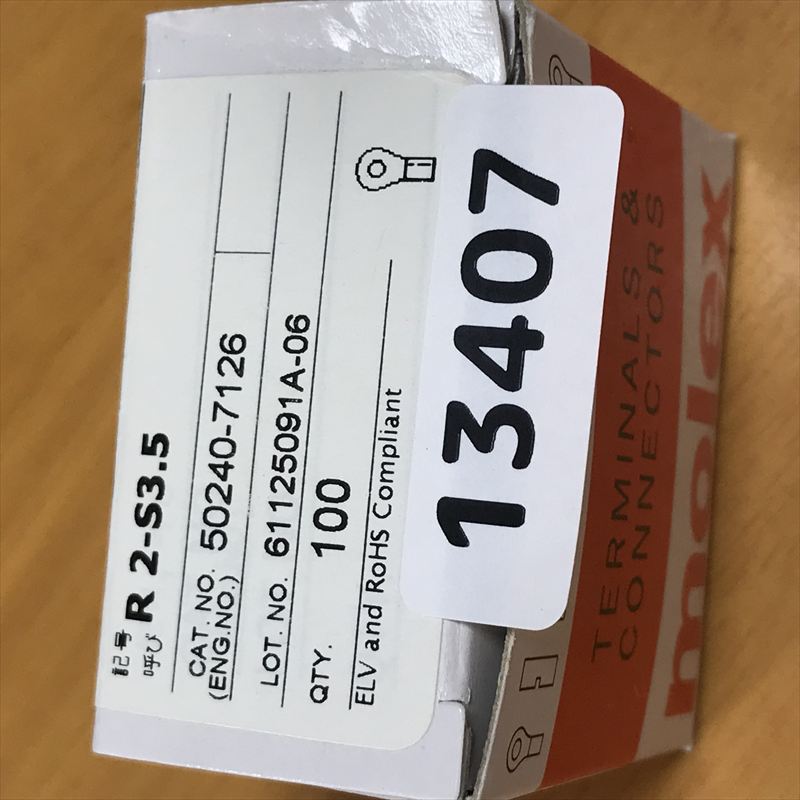 記号
呼び R 2-S3.5
CAT. NO. 50240-7126
(ENG.NO.)
LOT. NO. 61125091A-06
QTY. 100
ELV and RoHS Compliant
13407
TERMINALS &
CONNECTORS
molex